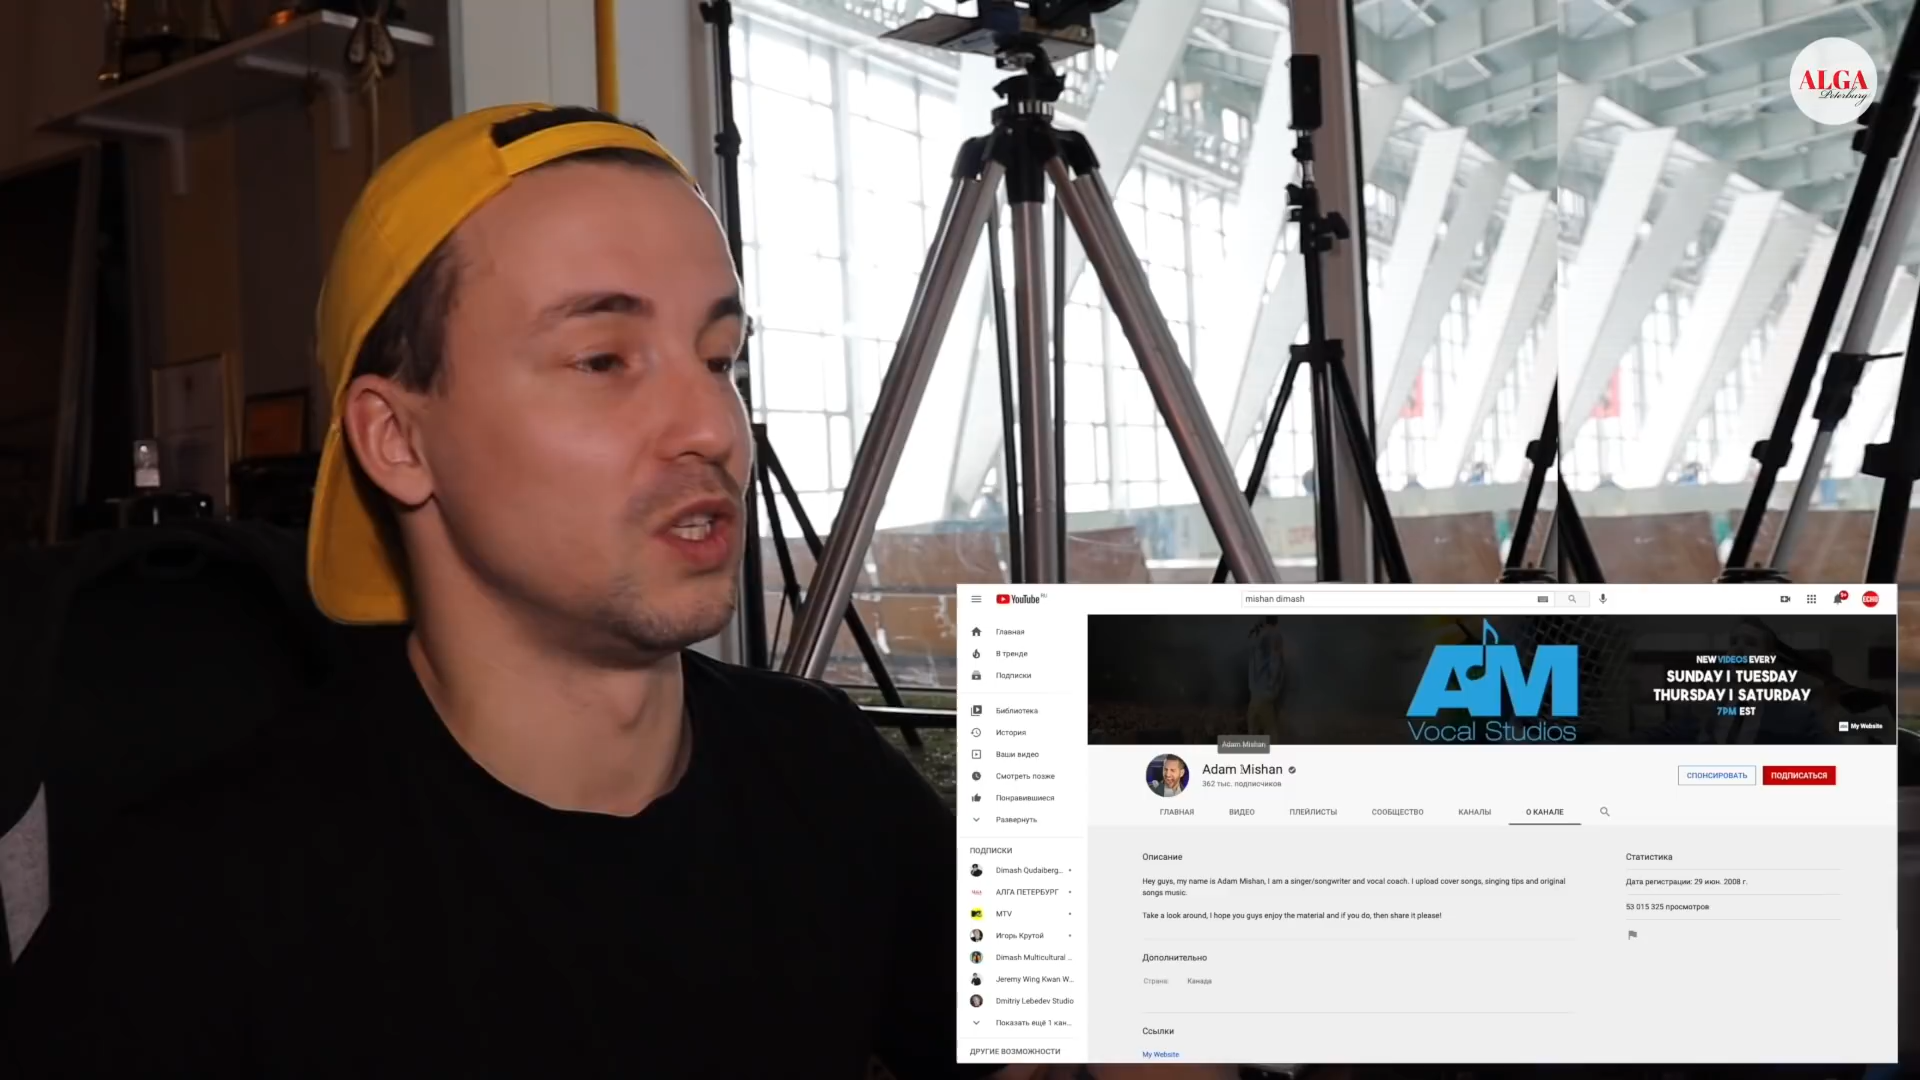 ALGA
Peterburg
YouTube RU
mishan dimash
9+
ECHO
Главная
В тренде
Подписки
Библиотека
История
Ваши видео
Смотреть позже
Понравившиеся
Развернуть
ПОДПИСКИ
Dimash Qudaiberg...
АЛГА ПЕТЕРБУРГ
MTV
Игорь Крутой
Dimash Multicultural ...
Jeremy Wing Kwan W...
Dmitriy Lebedev Studio
Показать ещё 1 кан...
ДРУГИЕ ВОЗМОЖНОСТИ
AM
Vocal Studios
NEW VIDEOS EVERY
SUNDAY | TUESDAY
THURSDAY | SATURDAY
7PM EST
My Website
Adam Mishan
Adam Mishan
362 тыс. подписчиков
СПОНСИРОВАТЬ
ПОДПИСАТЬСЯ
ГЛАВНАЯ
ВИДЕО
ПЛЕЙЛИСТЫ
СООБЩЕСТВО
КАНАЛЫ
О КАНАЛЕ
Описание
Hey guys, my name is Adam Mishan, I am a singer/songwriter and vocal coach. I upload cover songs, singing tips and original
songs music.
Take a look around, I hope you guys enjoy the material and if you do, then share it please!
Дополнительно
Страна: Канада
Ссылки
My Website
Статистика
Дата регистрации: 29 июн. 2008 г.
53 015 325 просмотров